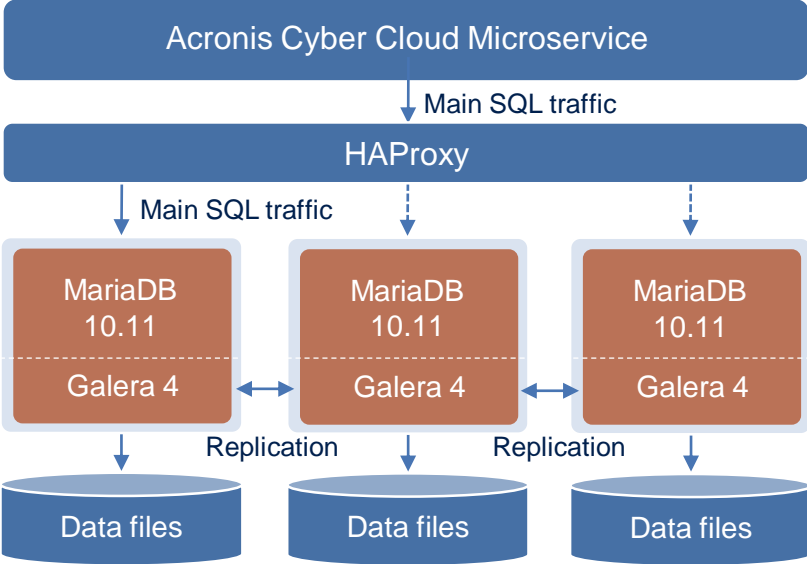 Acronis Cyber Cloud Microservice
Main SQL traffic
HAProxy
Main SQL traffic
MariaDB
10.11
Galera 4
MariaDB
10.11
Galera 4
MariaDB
10.11
Galera 4
Replication
Replication
Data files
Data files
Data files